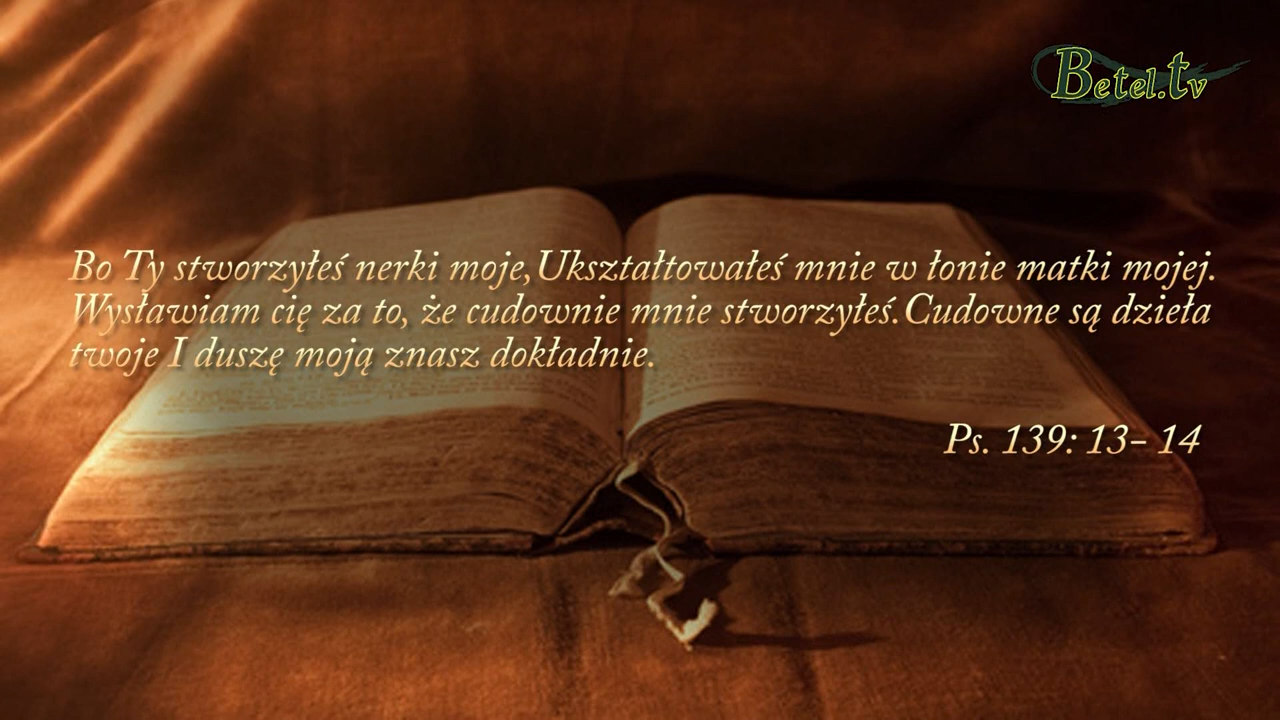 Betel.tv
Bo Ty stworzyłeś nerki moje,Ukształtowałeś mnie w łonie matki mojej.
Wysławiam cię za to, że cudownie mnie stworzyłeś.Cudowne są dzieła
twoje I duszę moją znasz dokładnie.
Ps. 139: 13- 14